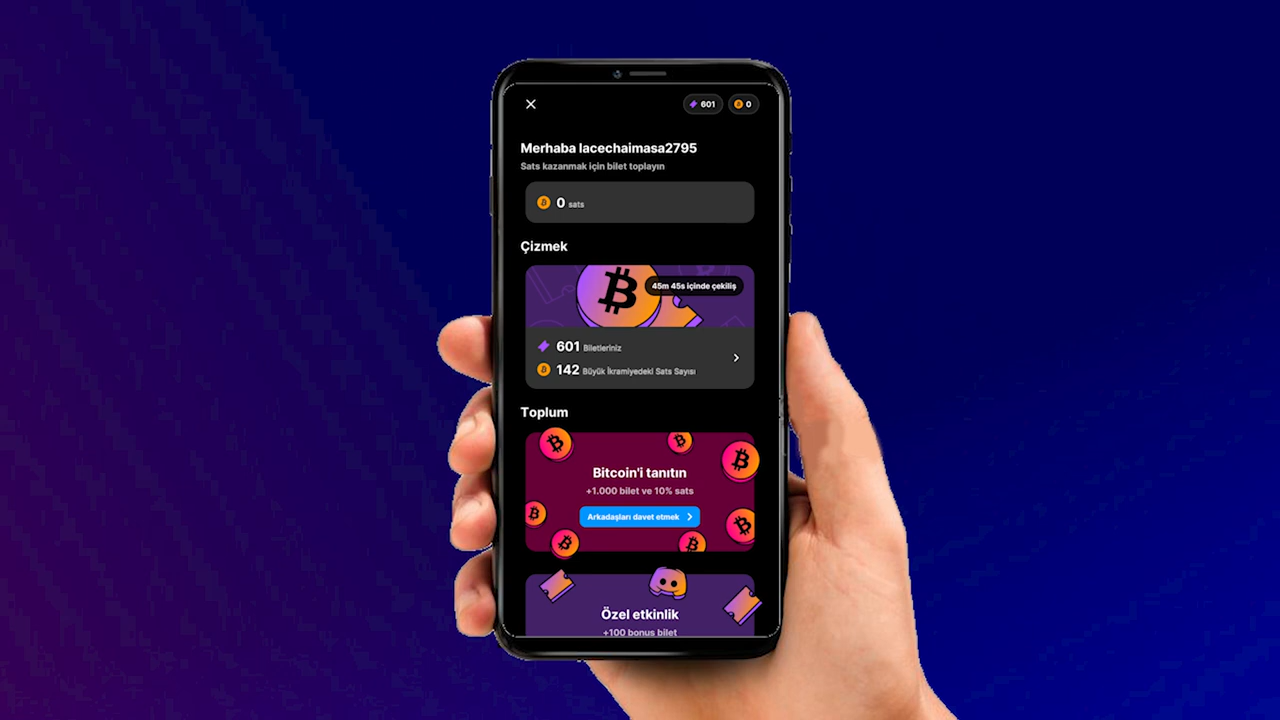 601
0
Merhaba lacechaimasa2795
Sats kazanmak için bilet toplayın
0 sats
Çizmek
45m 45s içinde çekiliş
601 Biletleriniz
142 Büyük İkramiyedeki Sats Sayısı
Toplum
Bitcoin'i tanıtın
+1.000 bilet ve 10% sats
Arkadaşları davet etmek
Özel etkinlik
+100 bonus bilet